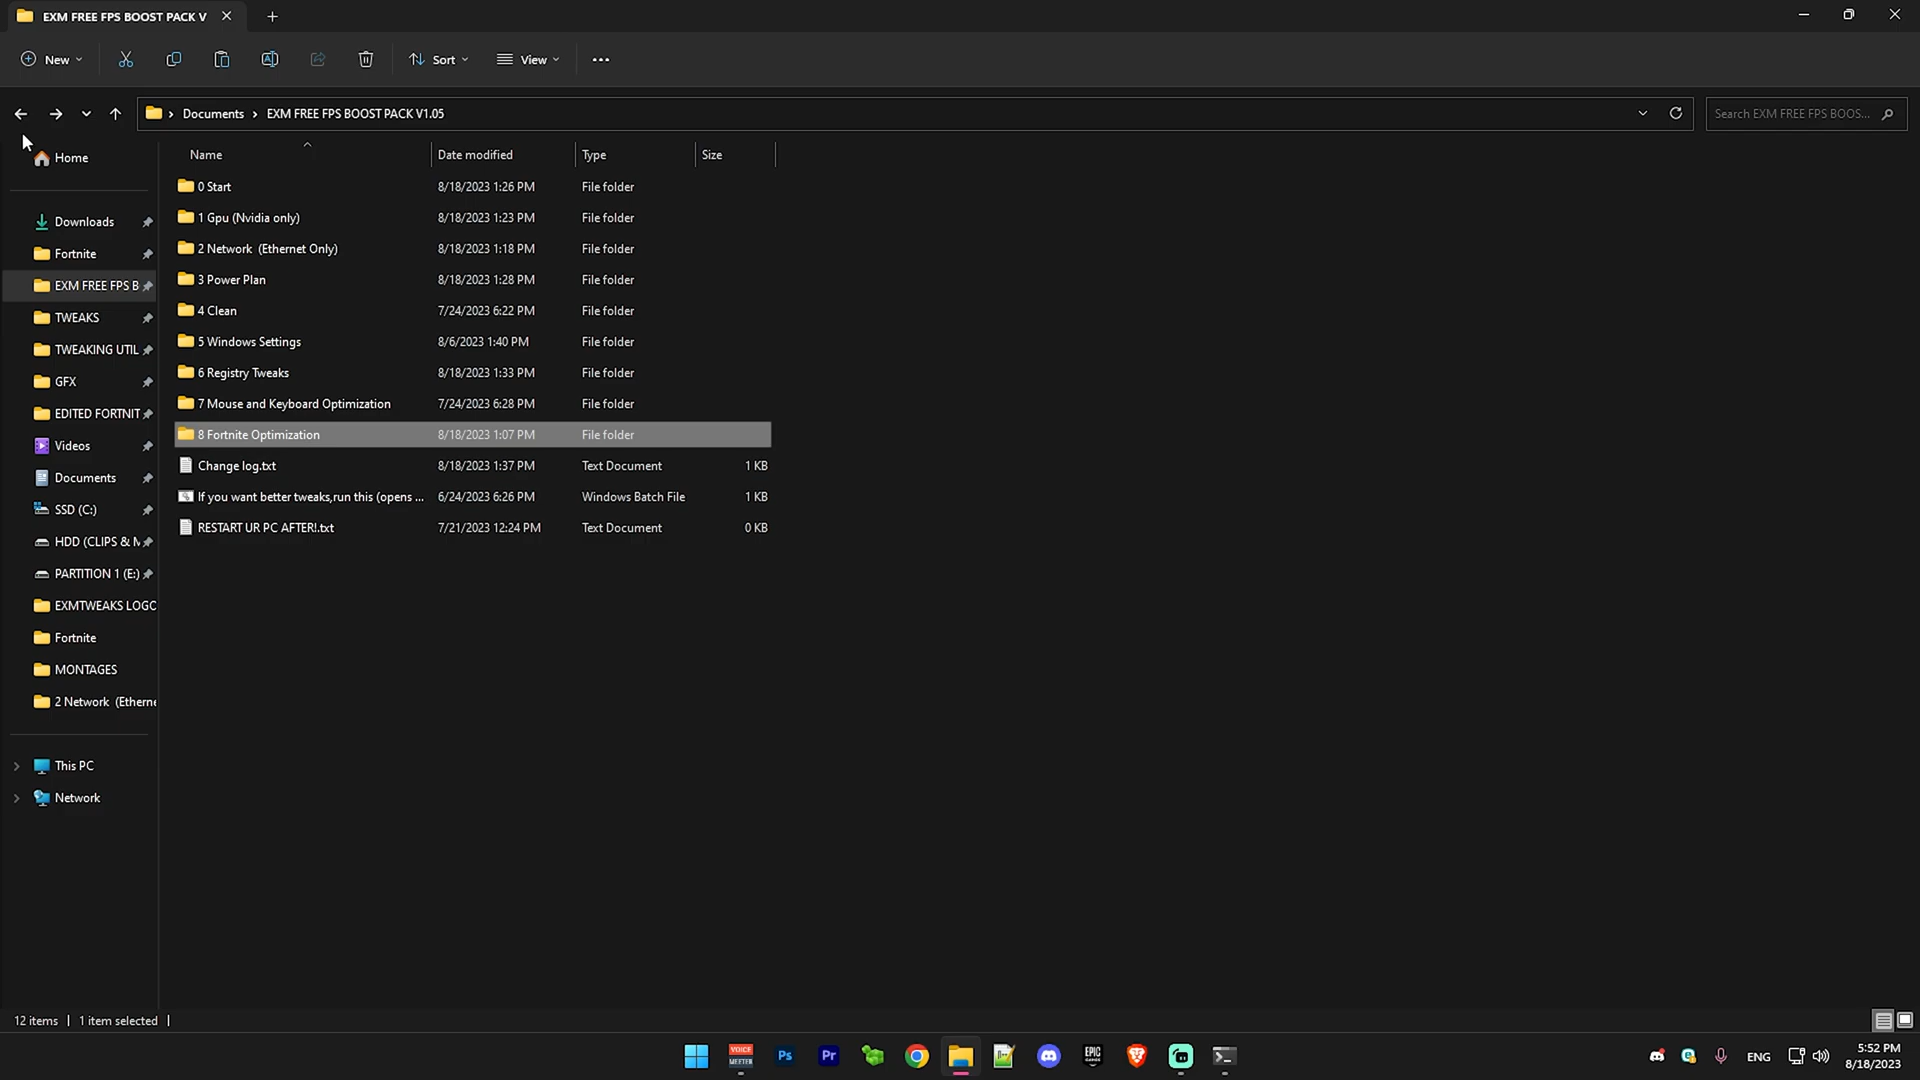 EXM FREE FPS BOOST PACK V
New
Sort
View
Documents > EXM FREE FPS BOOST PACK V1.05
Search EXM FREE FPS BOOS...
Home
Downloads
Fortnite
EXM FREE FPS B
TWEAKS
TWEAKING UTIL
GFX
EDITED FORTNIT
Videos
Documents
SSD (C:)
HDD (CLIPS & M
PARTITION 1 (E:)
EXMTWEAKS LOGO
Fortnite
MONTAGES
2 Network (Etherne
This PC
Network
Name Date modified Type Size
0 Start 8/18/2023 1:26 PM File folder
1 Gpu (Nvidia only) 8/18/2023 1:23 PM File folder
2 Network (Ethernet Only) 8/18/2023 1:18 PM File folder
3 Power Plan 8/18/2023 1:28 PM File folder
4 Clean 7/24/2023 6:22 PM File folder
5 Windows Settings 8/6/2023 1:40 PM File folder
6 Registry Tweaks 8/18/2023 1:33 PM File folder
7 Mouse and Keyboard Optimization 7/24/2023 6:28 PM File folder
8 Fortnite Optimization 8/18/2023 1:07 PM File folder
Change log.txt 8/18/2023 1:37 PM Text Document 1 KB
If you want better tweaks,run this (opens ... 6/24/2023 6:26 PM Windows Batch File 1 KB
RESTART UR PC AFTER!.txt 7/21/2023 12:24 PM Text Document 0 KB
12 items | 1 item selected |
VOICE
MEETER
Ps
Pr
EPIC
GAMES
ENG
5:52 PM
8/18/2023